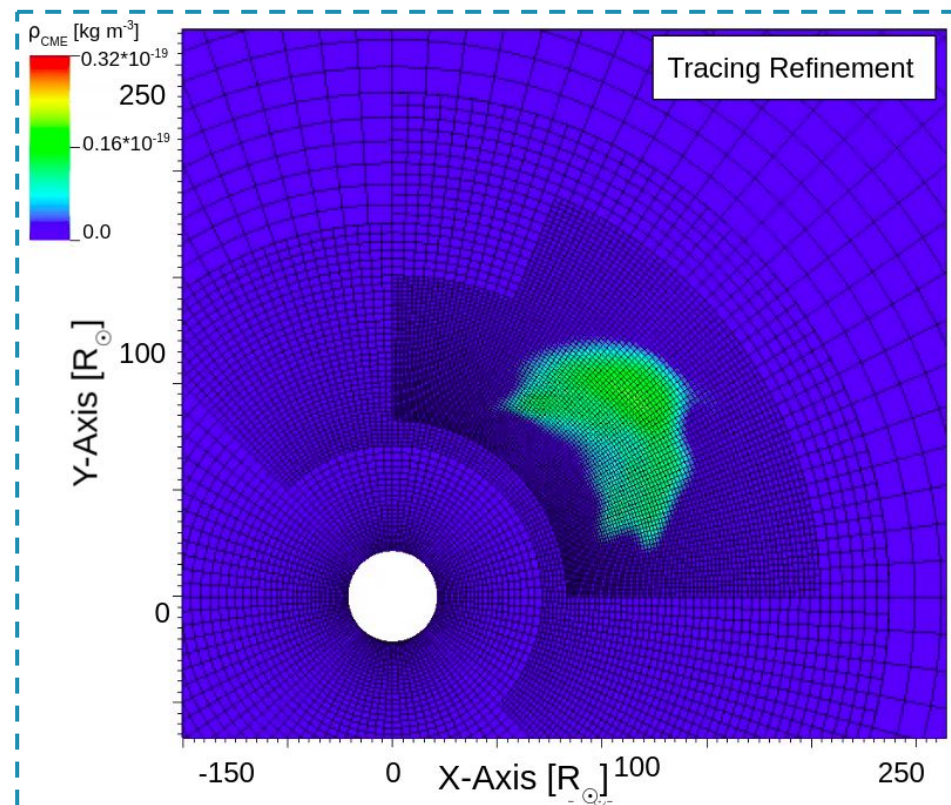 ρCME [kg m-3]
0.32*10-19
250
0.16*10-19
0.0
Tracing Refinement
Y-Axis [R☉]
100
0
-150
0
X-Axis [R☉]
100
250